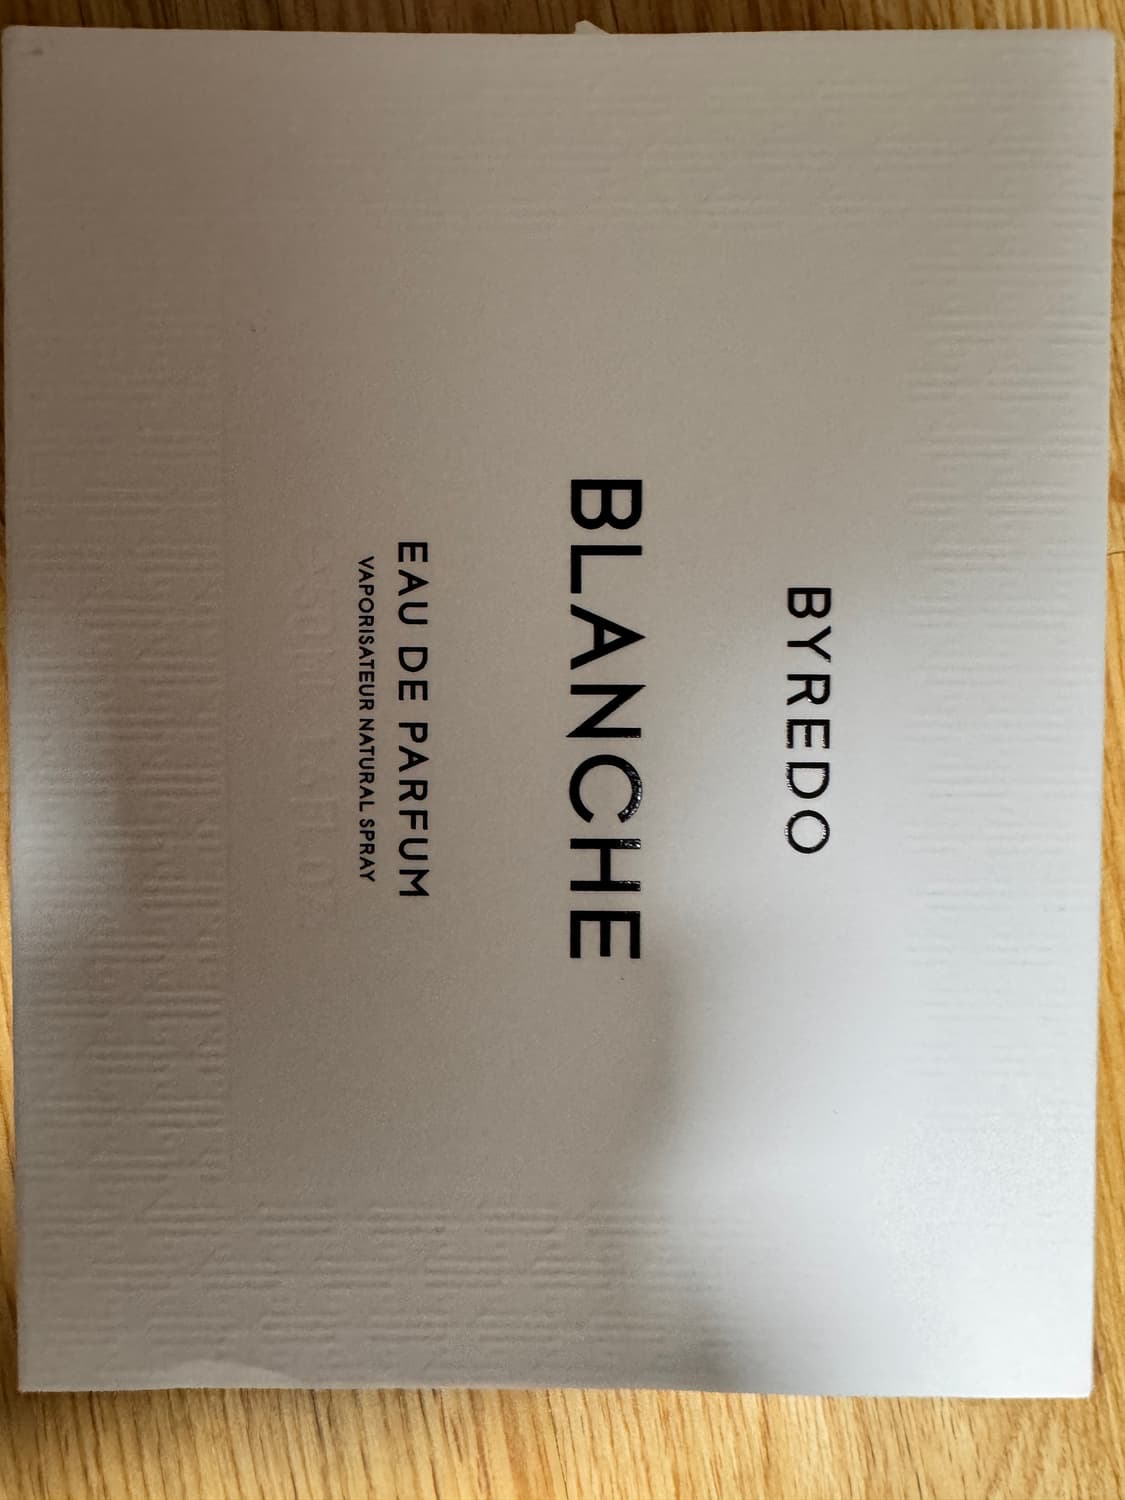 BYREDO
BLANCHE
EAU DE PARFUM
VAPORISATEUR NATURAL SPRAY